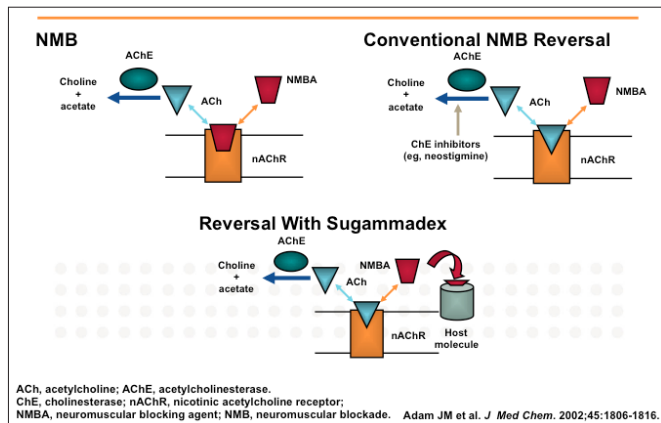 NMB
AChE
Choline
+
acetate
ACh
NMBA
nAChR
Conventional NMB Reversal
AChE
Choline
+
acetate
ACh
NMBA
ChE inhibitors
(eg, neostigmine)
nAChR
Reversal With Sugammadex
AChE
Choline
+
acetate
ACh
NMBA
nAChR
Host
molecule
ACh, acetylcholine; AChE, acetylcholinesterase.
ChE, cholinesterase; nAChR, nicotinic acetylcholine receptor;
NMBA, neuromuscular blocking agent; NMB, neuromuscular blockade.
Adam JM et al. J Med Chem. 2002;45:1806-1816.